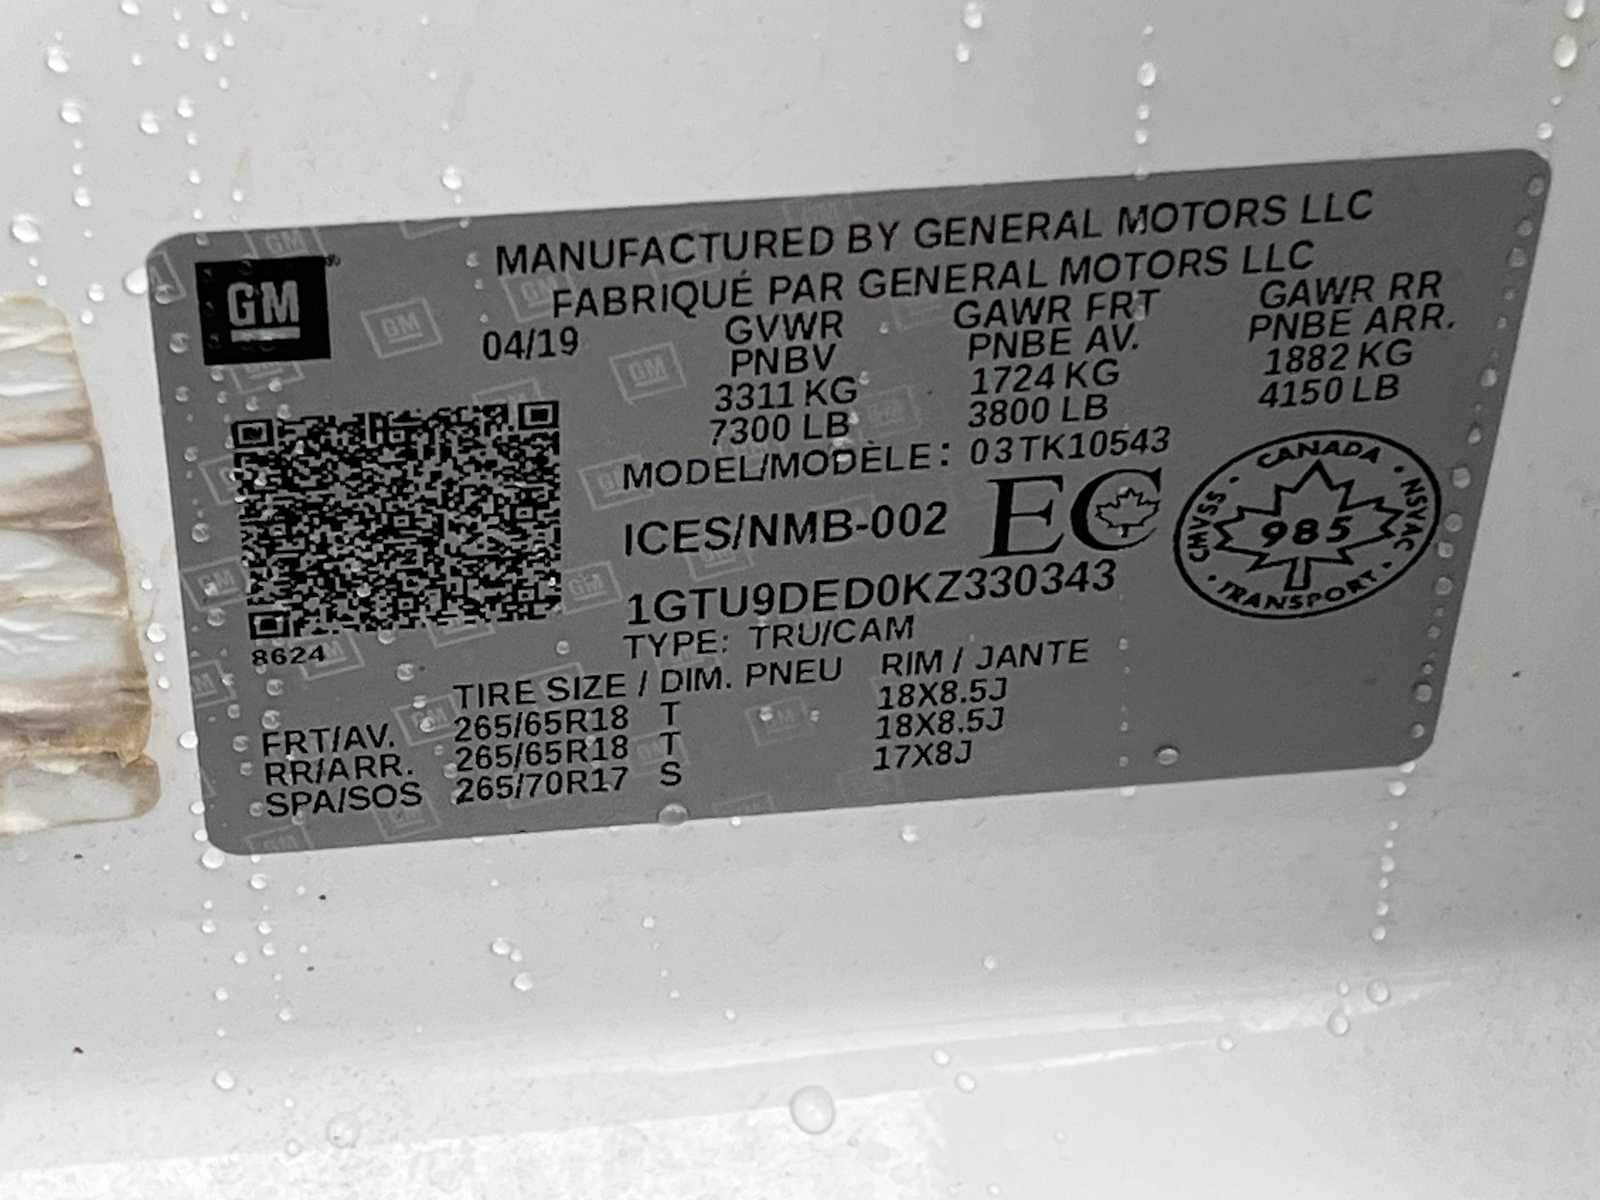 GM
MANUFACTURED BY GENERAL MOTORS LLC
FABRIQUÉ PAR GENERAL MOTORS LLC
04/19
GVWR
PNBV
3311 KG
7300 LB
GAWR FRT
PNBE AV.
1724 KG
3800 LB
GAWR RR
PNBE ARR.
1882 KG
4150 LB
MODEL/MODÈLE: 03TK10543
ICES/NMB-002 EC
CANADA
CMVSS · NSVAC
985
TRANSPORT
1GTU9DED0KZ330343
TYPE: TRU/CAM
8624
TIRE SIZE / DIM. PNEU RIM / JANTE
FRT/AV. 265/65R18 T 18X8.5J
RR/ARR. 265/65R18 T 18X8.5J
SPA/SOS 265/70R17 S 17X8J